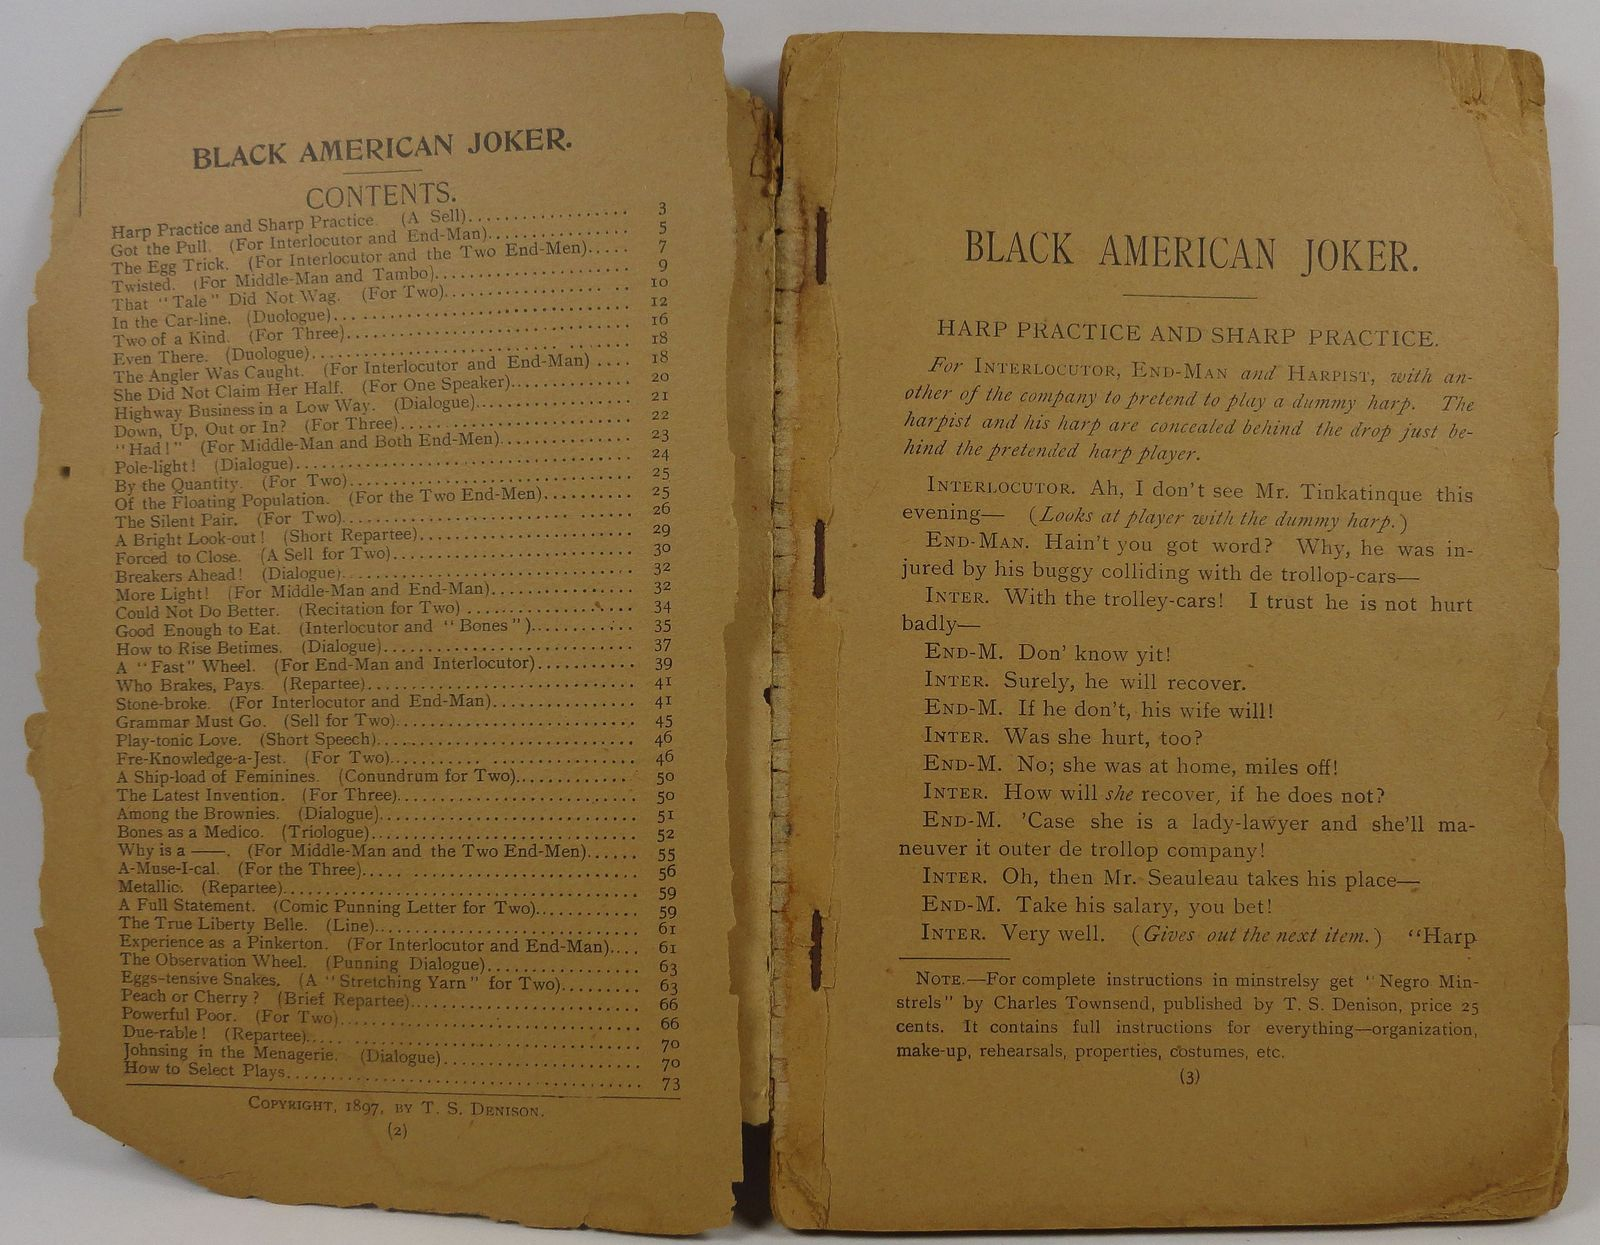 BLACK AMERICAN JOKER.
CONTENTS.
Harp Practice and Sharp Practice. (A Sell).................. 3
Got the Pull. (For Interlocutor and End-Man)................ 5
The Egg Trick. (For Interlocutor and the Two End-Men)..... 7
Twisted. (For Middle-Man and Tambo)...................... 9
That "Tale" Did Not Wag. (For Two)...................... 10
In the Car-line. (Duologue)................................ 12
Two of a Kind. (For Three)................................ 16
Even There. (Duologue).................................... 18
The Angler Was Caught. (For Interlocutor and End-Man) .... 18
She Did Not Claim Her Half. (For One Speaker)............. 20
Highway Business in a Low Way. (Dialogue)................. 21
Down, Up, Out or In? (For Three).......................... 22
"Had!" (For Middle-Man and Both End-Men)................ 23
Pole-light! (Dialogue)..................................... 24
By the Quantity. (For Two)................................ 25
Of the Floating Population. (For the Two End-Men).......... 25
The Silent Pair. (For Two)................................. 26
A Bright Look-out! (Short Repartee)........................ 29
Forced to Close. (A Sell for Two).......................... 30
Breakers Ahead! (Dialogue)................................ 32
More Light! (For Middle-Man and End-Man)................. 32
Could Not Do Better. (Recitation for Two) .................. 34
Good Enough to Eat. (Interlocutor and "Bones")............ 35
How to Rise Betimes. (Dialogue)............................ 37
A "Fast" Wheel. (For End-Man and Interlocutor)........... 39
Who Brakes, Pays. (Repartee).............................. 41
Stone-broke. (For Interlocutor and End-Man)................ 41
Grammar Must Go. (Sell for Two).......................... 45
Play-tonic Love. (Short Speech)............................ 46
Fre-Knowledge-a-Jest. (For Two)........... ................ 46
A Ship-load of Feminines. (Conundrum for Two)............ 50
The Latest Invention. (For Three).......................... 50
Among the Brownies. (Dialogue)............................ 51
Bones as a Medico. (Triologue)............................. 52
Why is a ——. (For Middle-Man and the Two End-Men)...... 55
A-Muse-I-cal. (For the Three).............................. 56
Metallic. (Repartee)....................................... 59
A Full Statement. (Comic Punning Letter for Two)........... 59
The True Liberty Belle. (Line)............................. 61
Experience as a Pinkerton. (For Interlocutor and End-Man).... 61
The Observation Wheel. (Punning Dialogue)................. 63
Eggs-tensive Snakes. (A "Stretching Yarn" for Two)......... 63
Peach or Cherry? (Brief Repartee).......................... 66
Powerful Poor. (For Two).................................. 66
Due-rable! (Repartee)..................................... 70
Johnsing in the Menagerie. (Dialogue)...................... 70
How to Select Plays........................................ 73
COPYRIGHT, 1897, BY T. S. DENISON.
(2)
BLACK AMERICAN JOKER.
HARP PRACTICE AND SHARP PRACTICE.
For INTERLOCUTOR, END-MAN and HARPIST, with an-
other of the company to pretend to play a dummy harp. The
harpist and his harp are concealed behind the drop just be-
hind the pretended harp player.
INTERLOCUTOR. Ah, I don't see Mr. Tinkatinque this
evening— (Looks at player with the dummy harp.)
END-MAN. Hain't you got word? Why, he was in-
jured by his buggy colliding with de trollop-cars—
INTER. With the trolley-cars! I trust he is not hurt
badly—
END-M. Don' know yit!
INTER. Surely, he will recover.
END-M. If he don't, his wife will!
INTER. Was she hurt, too?
END-M. No; she was at home, miles off!
INTER. How will she recover, if he does not?
END-M. 'Case she is a lady-lawyer and she'll ma-
neuver it outer de trollop company!
INTER. Oh, then Mr. Seauleau takes his place—
END-M. Take his salary, you bet!
INTER. Very well. (Gives out the next item.) "Harp
NOTE.—For complete instructions in minstrelsy get "Negro Min-
strels" by Charles Townsend, published by T. S. Denison, price 25
cents. It contains full instructions for everything—organization,
make-up, rehearsals, properties, costumes, etc.
(3)